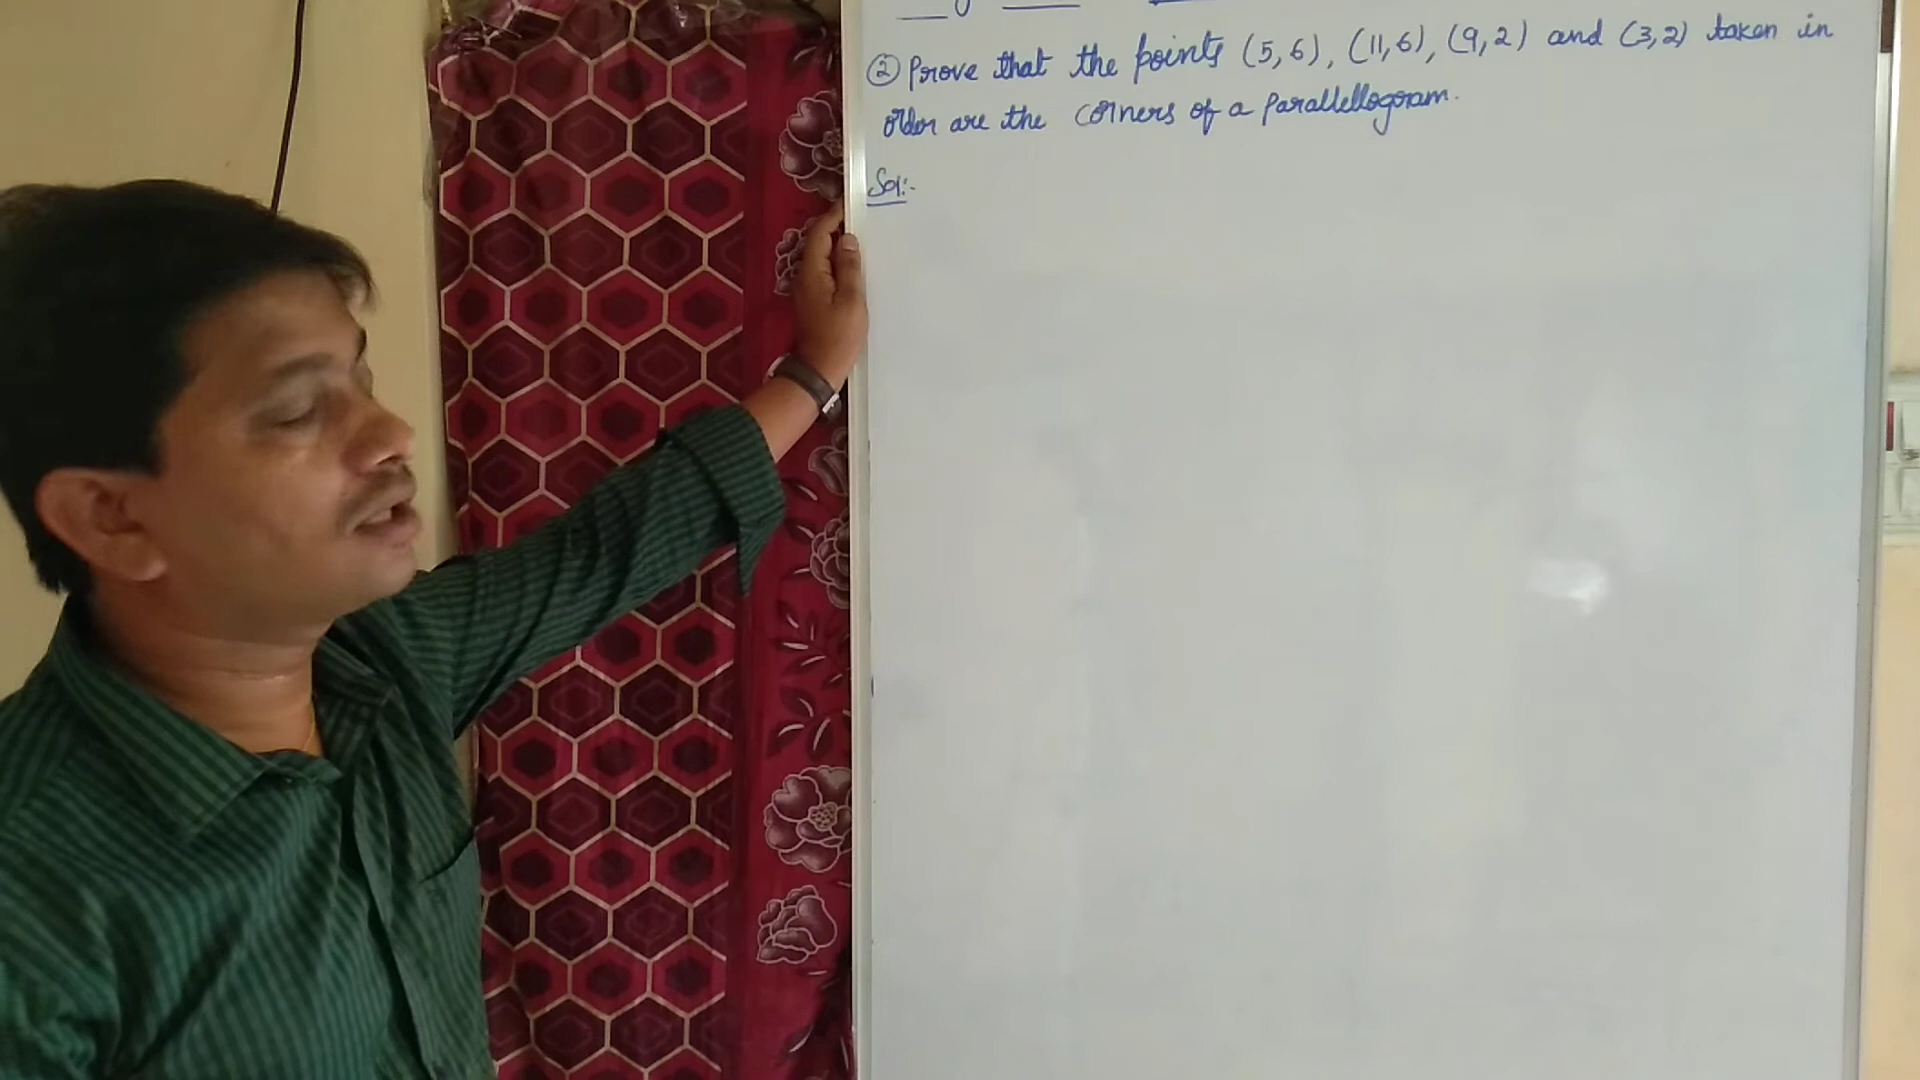 ② Prove that the points (5,6), (11,6), (9,2) and (3,2) taken in
order are the corners of a parallellogram.
Sol:-